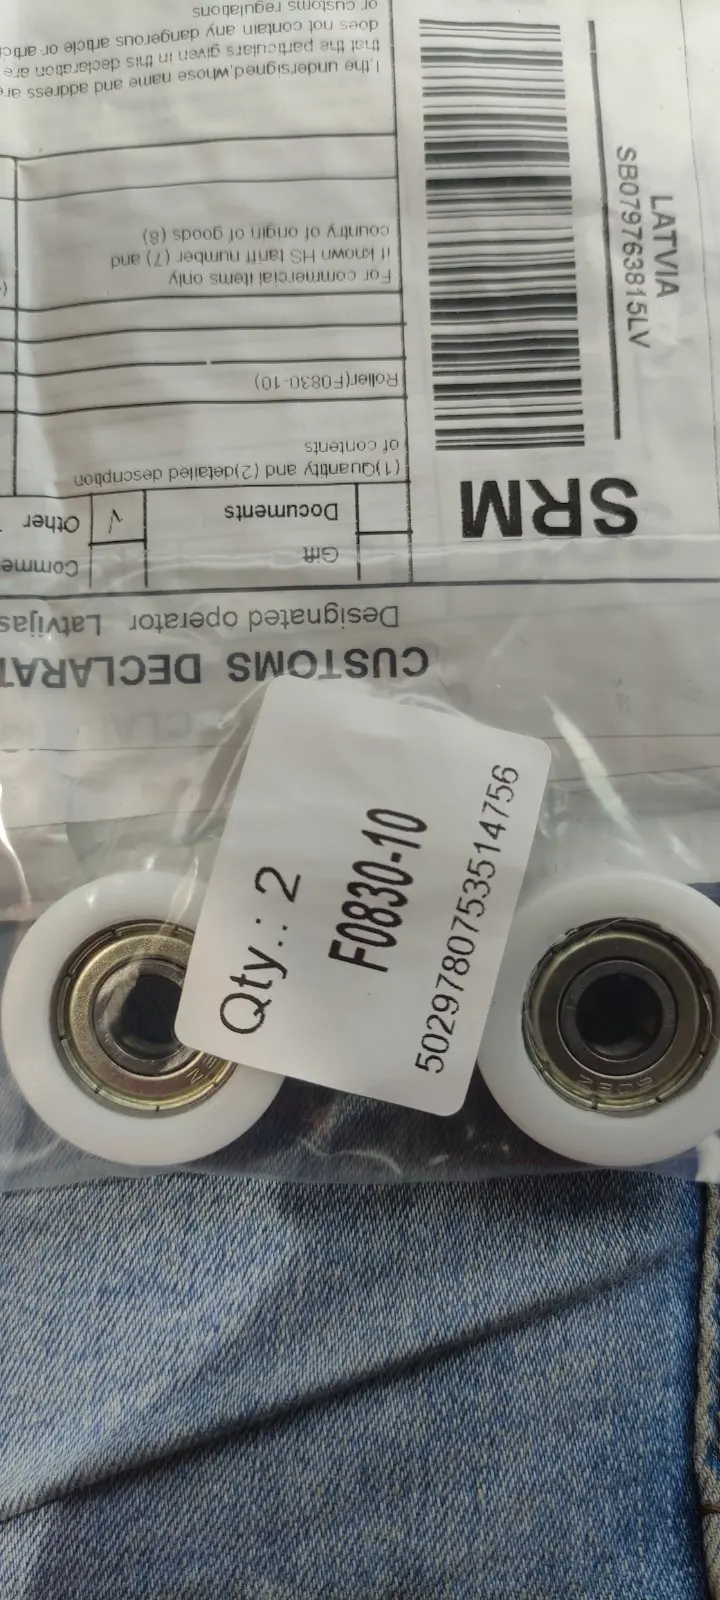 CUSTOMS DECLARAT
Designated operator Latvijas
Gift
Documents
√
Other
(1)Quantity and (2)detailed description
of contents
Roller(F0830-10)
For commercial items only
if known HS tariff number (7) and
country of origin of goods (8)
I,the undersigned,whose name and address are
that the particulars given in this declaration are
does not contain any dangerous article or
or customs regulations
SRM
LATVIA
SB079763815LV
Qty.: 2
F0830-10
5029780753514756